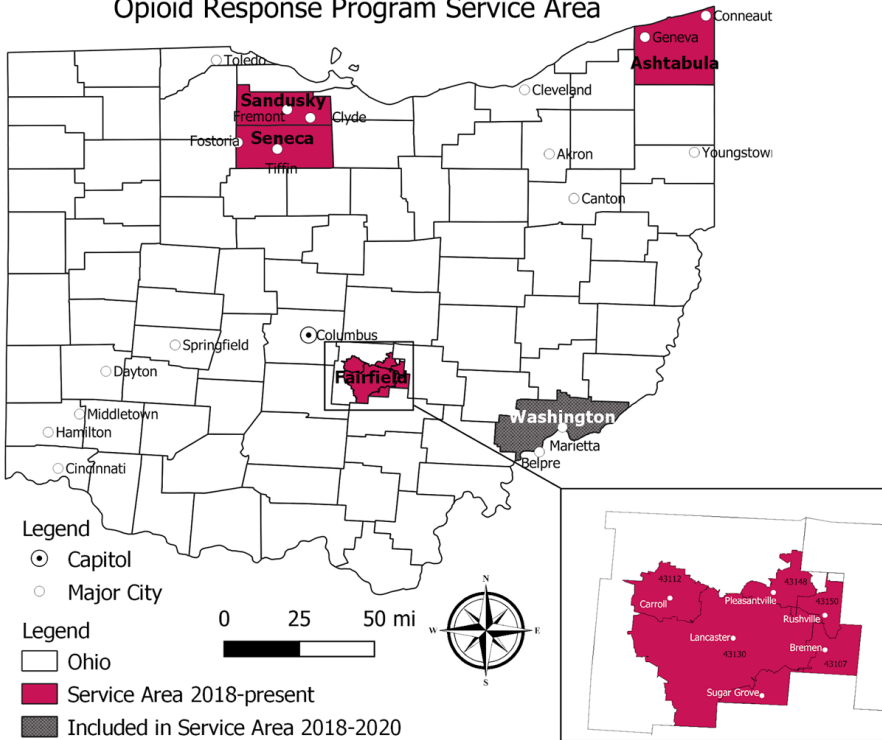 Opioid Response Program Service Area
Conneaut
Geneva
Ashtabula
Toledo
Cleveland
Sandusky
Fremont
Clyde
Fostoria
Seneca
Tiffin
Akron
Youngstown
Canton
Columbus
Springfield
Fairfield
Dayton
Middletown
Hamilton
Cincinnati
Washington
Marietta
Belpre
Legend
Capitol
Major City
0 25 50 mi
Legend
Ohio
Service Area 2018-present
Included in Service Area 2018-2020
N
W E
S
43112
43148
Carroll
Pleasantville
43150
Rushville
Lancaster
43130
Bremen
43107
Sugar Grove